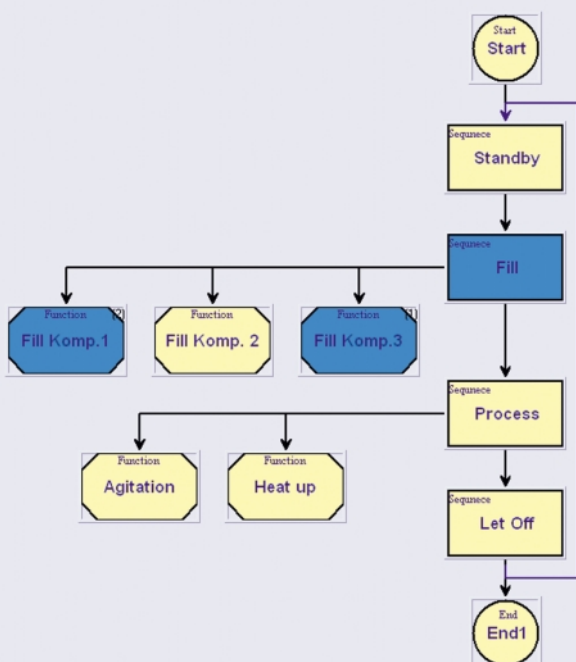 Start
Start
Sequnece
Standby
Sequnece
Fill
Function (2)
Fill Komp.1
Function
Fill Komp. 2
Function (1)
Fill Komp.3
Sequnece
Process
Function
Agitation
Function
Heat up
Sequnece
Let Off
End
End1